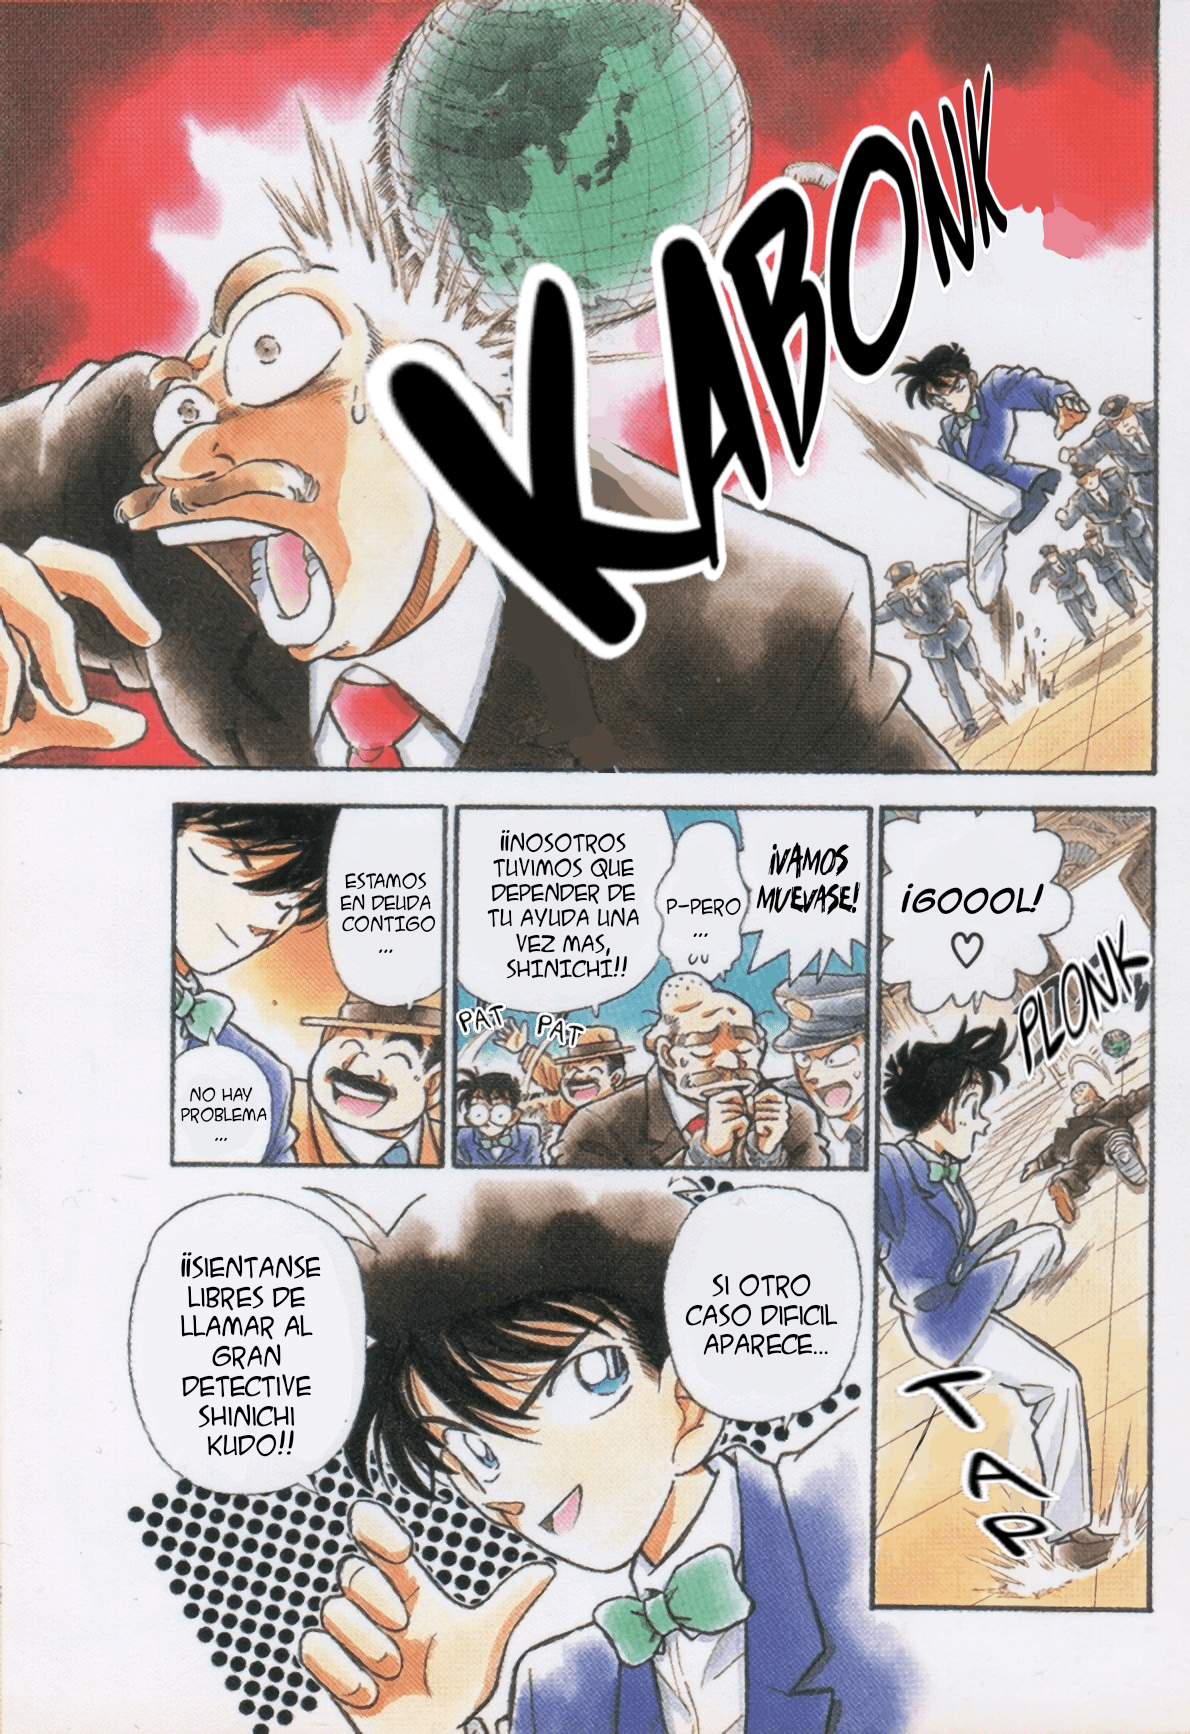 KABONK
¡GOOOL!
♡
PLONK
TAP
¡VAMOS
MUEVASE!
P-PERO
...
¡¡NOSOTROS
TUVIMOS QUE
DEPENDER DE
TU AYUDA UNA
VEZ MAS,
SHINICHI!!
PAT
PAT
ESTAMOS
EN DEUDA
CONTIGO
...
NO HAY
PROBLEMA
...
SI OTRO
CASO DIFICIL
APARECE...
¡¡SIENTANSE
LIBRES DE
LLAMAR AL
GRAN
DETECTIVE
SHINICHI
KUDO!!